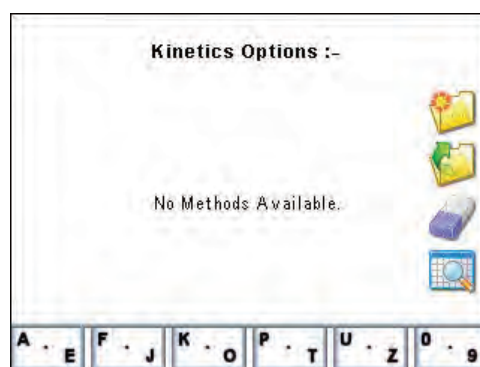 Kinetics Options :-
No Methods Available.
A . E F . J K . O P . T U . Z 0 . 9